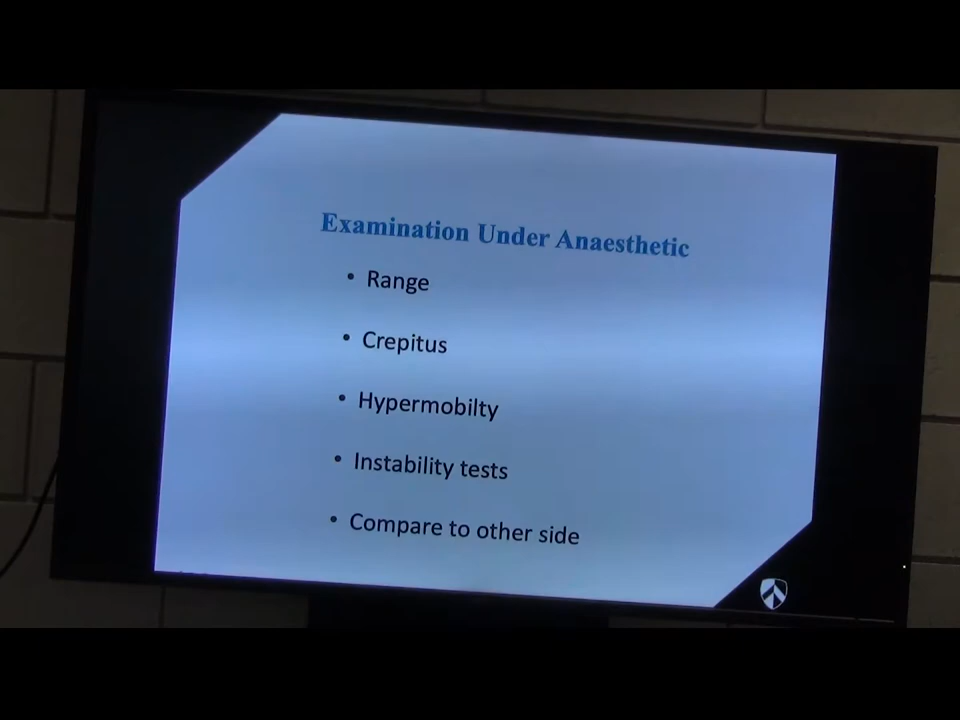 Examination Under Anaesthetic
• Range
• Crepitus
• Hypermobilty
• Instability tests
• Compare to other side